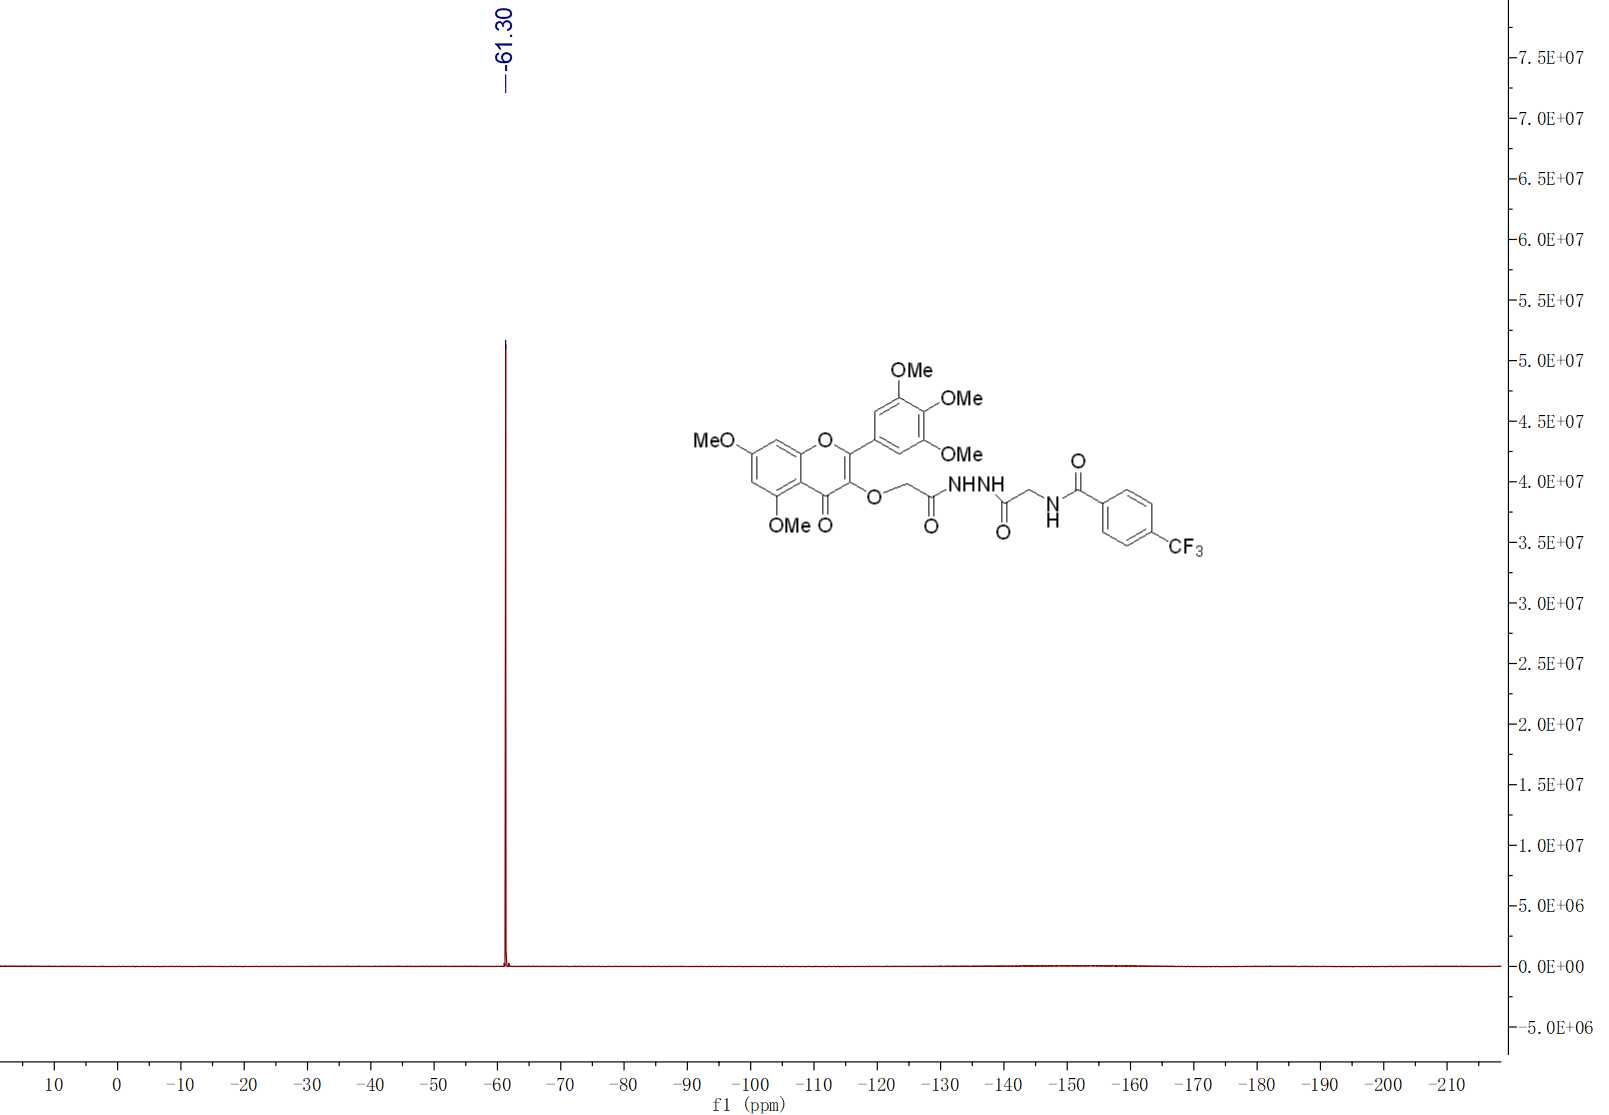 -61.30
7.5E+07
7.0E+07
6.5E+07
6.0E+07
5.5E+07
5.0E+07
4.5E+07
4.0E+07
3.5E+07
3.0E+07
2.5E+07
2.0E+07
1.5E+07
1.0E+07
5.0E+06
0.0E+00
-5.0E+06
OMe
OMe
MeO
O
OMe
O
NHNH
O
N
H
OMe
O
O
O
CF3
10 0 -10 -20 -30 -40 -50 -60 -70 -80 -90 -100 -110 -120 -130 -140 -150 -160 -170 -180 -190 -200 -210
f1 (ppm)